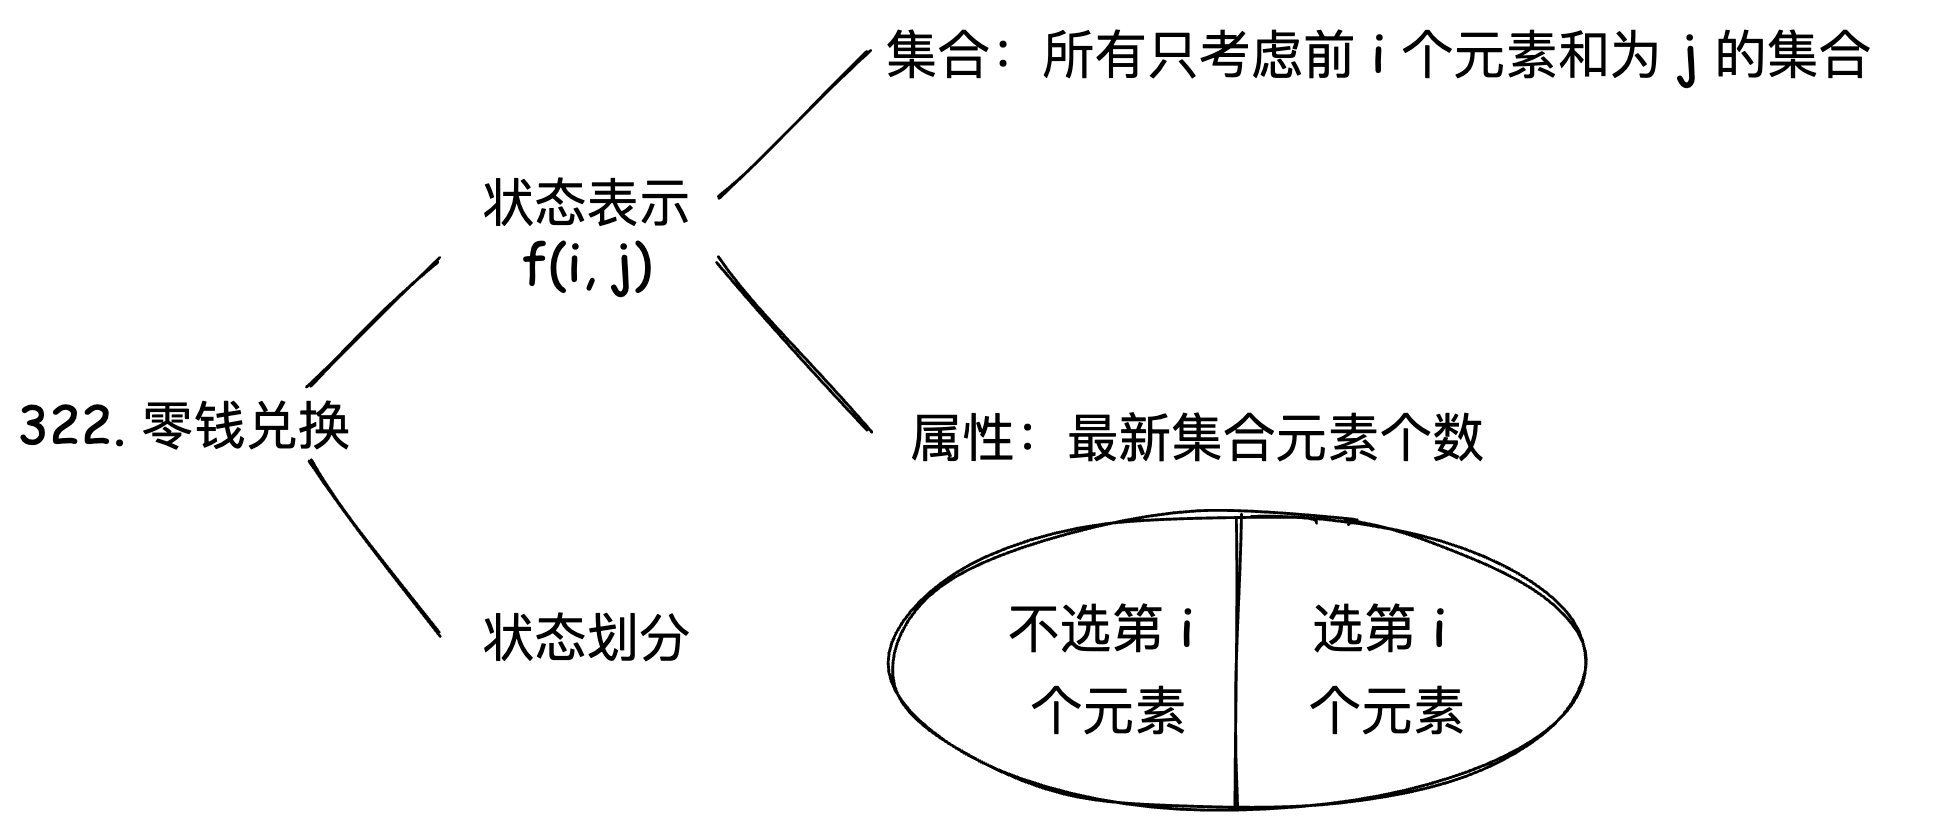 集合：所有只考虑前 i 个元素和为 j 的集合
状态表示
f(i, j)
322. 零钱兑换
属性：最新集合元素个数
状态划分
不选第 i
个元素
选第 i
个元素